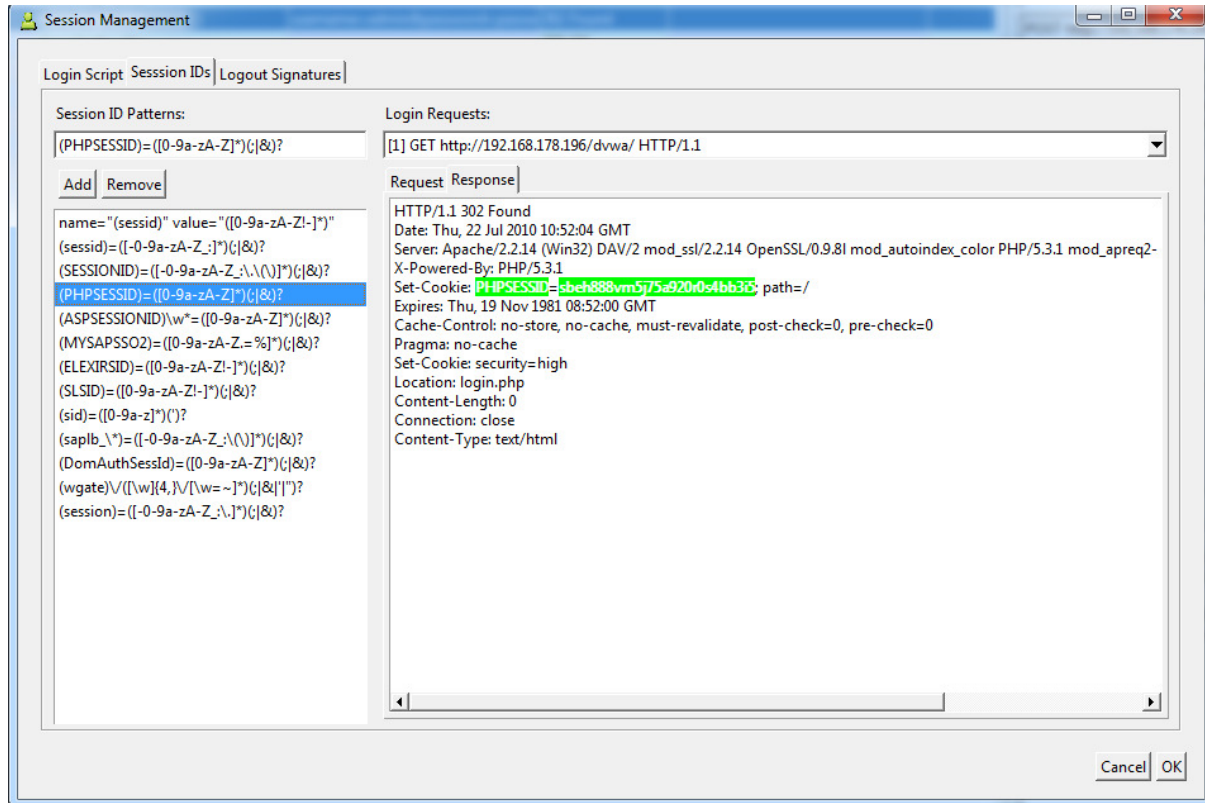 Session Management
Login Script Sesssion IDs Logout Signatures
Session ID Patterns:
(PHPSESSID)=([0-9a-zA-Z]*)(;|&)?
Add Remove
name="(sessid)" value="([0-9a-zA-Z!-]*)"
(sessid)=([-0-9a-zA-Z_:]*)(;|&)?
(SESSIONID)=([-0-9a-zA-Z_:\.\(\)]*)(;|&)?
(PHPSESSID)=([0-9a-zA-Z]*)(;|&)?
(ASPSESSIONID)\w*=([0-9a-zA-Z]*)(;|&)?
(MYSAPSSO2)=([0-9a-zA-Z.=%]*)(;|&)?
(ELEXIRSID)=([0-9a-zA-Z!-]*)(;|&)?
(SLSID)=([0-9a-zA-Z!-]*)(;|&)?
(sid)=([0-9a-z]*)(')?
(saplb_\*)=([-0-9a-zA-Z_:\(\)]*)(;|&)?
(DomAuthSessId)=([0-9a-zA-Z]*)(;|&)?
(wgate)\/([\w]{4,}\/[\w=~]*)(;|&|'|")?
(session)=([-0-9a-zA-Z_:\.]*)(;|&)?
Login Requests:
[1] GET http://192.168.178.196/dvwa/ HTTP/1.1
Request Response
HTTP/1.1 302 Found
Date: Thu, 22 Jul 2010 10:52:04 GMT
Server: Apache/2.2.14 (Win32) DAV/2 mod_ssl/2.2.14 OpenSSL/0.9.8l mod_autoindex_color PHP/5.3.1 mod_apreq2-
X-Powered-By: PHP/5.3.1
Set-Cookie: PHPSESSID=sbeh888vm5j75a920r0s4bb3i5; path=/
Expires: Thu, 19 Nov 1981 08:52:00 GMT
Cache-Control: no-store, no-cache, must-revalidate, post-check=0, pre-check=0
Pragma: no-cache
Set-Cookie: security=high
Location: login.php
Content-Length: 0
Connection: close
Content-Type: text/html
Cancel OK